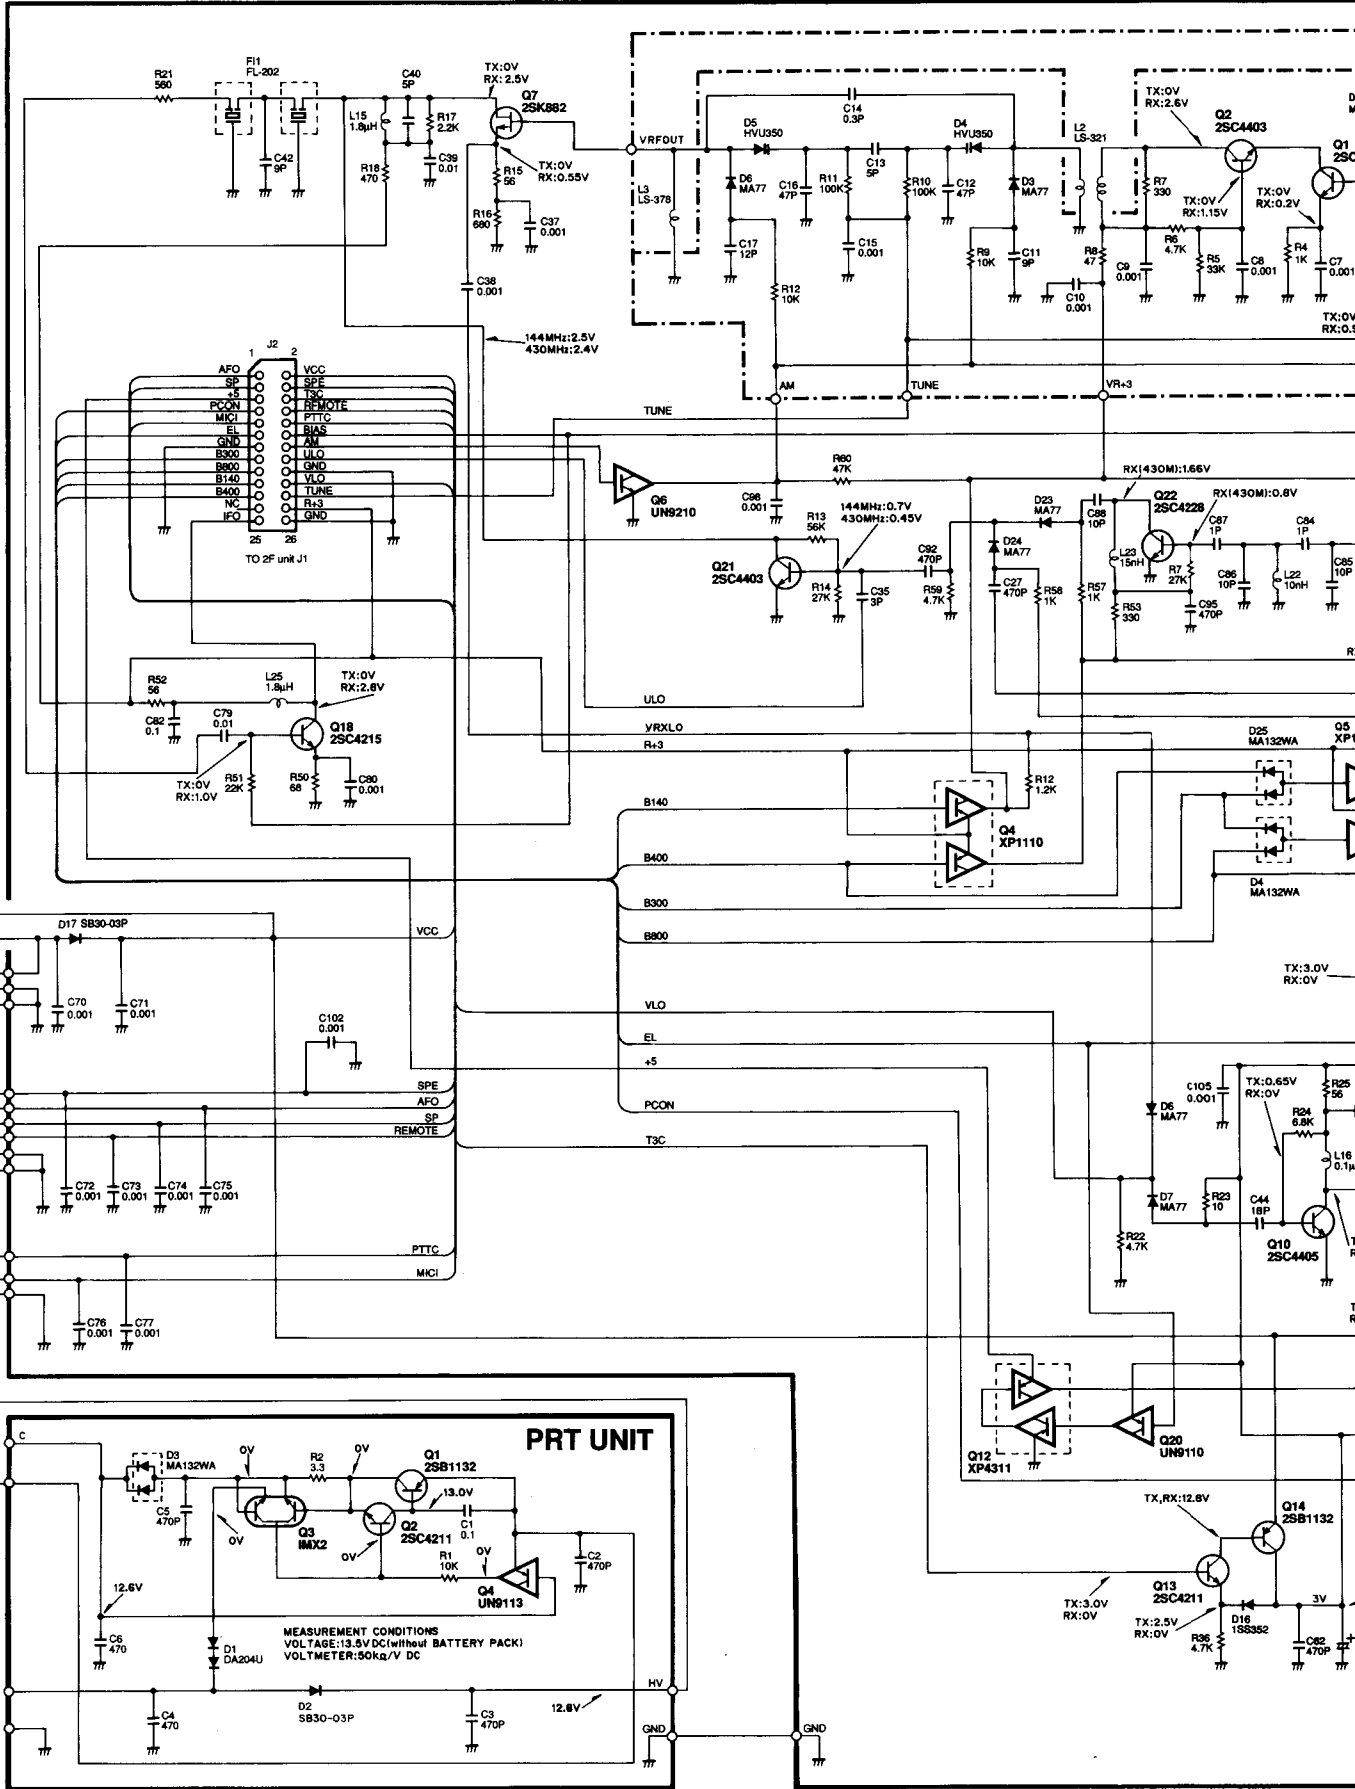 R21
560
FI1
FL-202
C42
9P
L15
1.8μH
C40
5P
R17
2.2K
R18
470
C39
0.01
TX:0V
RX:2.5V
Q7
2SK882
TX:0V
RX:0.55V
R15
56
R16
680
C37
0.001
C38
0.001
VRFOUT
L3
LS-378
D5
HVU350
C14
0.3P
D4
HVU350
D6
MA77
C16
47P
R11
100K
C13
5P
R10
100K
C12
47P
D3
MA77
C17
12P
C15
0.001
R12
10K
R9
10K
C11
9P
L2
LS-321
TX:0V
RX:2.6V
Q2
2SC4403
Q1
2SC
R7
330
TX:0V
RX:1.15V
TX:0V
RX:0.2V
R8
47
C9
0.001
R6
4.7K
R5
33K
C8
0.001
R4
1K
C7
0.001
C10
0.001
TX:0V
144MHz:2.5V
430MHz:2.4V
AM
TUNE
VR+3
J2
1
2
AFO
SP
+5
PCON
MICI
EL
GND
B300
B800
B140
B400
NC
IFO
VCC
SPE
T3C
REMOTE
PTTC
BIAS
AM
ULO
GND
VLO
TUNE
R+3
GND
25
26
TO 2F unit J1
TUNE
Q6
UN9210
R60
47K
C98
0.001
R13
56K
144MHz:0.7V
430MHz:0.45V
Q21
2SC4403
R14
27K
C35
3P
C92
470P
R59
4.7K
D24
MA77
D23
MA77
C27
470P
R58
1K
R57
1K
C88
10P
RX(430M):1.66V
Q22
2SC4228
RX(430M):0.8V
L23
15nH
R7
27K
C87
1P
C84
1P
C86
10P
L22
10nH
C85
10P
R53
330
C95
470P
R52
56
C82
0.1
L25
1.8μH
TX:0V
RX:2.8V
C79
0.01
Q18
2SC4215
TX:0V
RX:1.0V
R51
22K
R50
68
C80
0.001
ULO
VRXLO
R+3
B140
B400
B300
B800
Q4
XP1110
R12
1.2K
D25
MA132WA
Q5
XP1
D4
MA132WA
D17 SB30-03P
VCC
C70
0.001
C71
0.001
C102
0.001
SPE
AFO
SP
REMOTE
C72
0.001
C73
0.001
C74
0.001
C75
0.001
PTTC
MICI
C76
0.001
C77
0.001
VLO
EL
+5
PCON
T3C
TX:3.0V
RX:0V
C105
0.001
TX:0.65V
RX:0V
R25
56
R24
6.8K
D6
MA77
D7
MA77
R23
10
C44
18P
L16
Q10
2SC4405
R22
4.7K
Q12
XP4311
Q20
UN9110
TX,RX:12.8V
Q14
2SB1132
Q13
2SC4211
TX:3.0V
RX:0V
TX:2.5V
RX:0V
R36
4.7K
D16
1SS352
3V
C62
470P
PRT UNIT
C
D3
MA132WA
C5
470P
0V
R2
3.3
0V
Q1
2SB1132
13.0V
Q3
IMX2
Q2
2SC4211
C1
0.1
0V
0V
R1
10K
0V
Q4
UN9113
C2
470P
12.6V
C6
470
D1
DA204U
MEASUREMENT CONDITIONS
VOLTAGE:13.5V DC(without BATTERY PACK)
VOLTMETER:50kΩ/V DC
D2
SB30-03P
C4
470
C3
470P
12.8V
HV
GND
GND